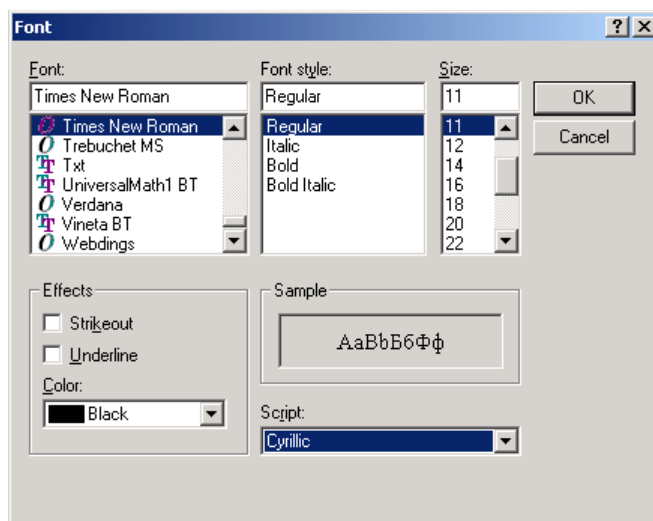 Font
Font: Font style: Size:
Times New Roman Regular 11 OK
Times New Roman Regular 11 Cancel
Trebuchet MS Italic 12
Txt Bold 14
UniversalMath1 BT Bold Italic 16
Verdana 18
Vineta BT 20
Webdings 22
Effects Sample
Strikeout
Underline АаВbБбФф
Color:
Black Script:
Cyrillic